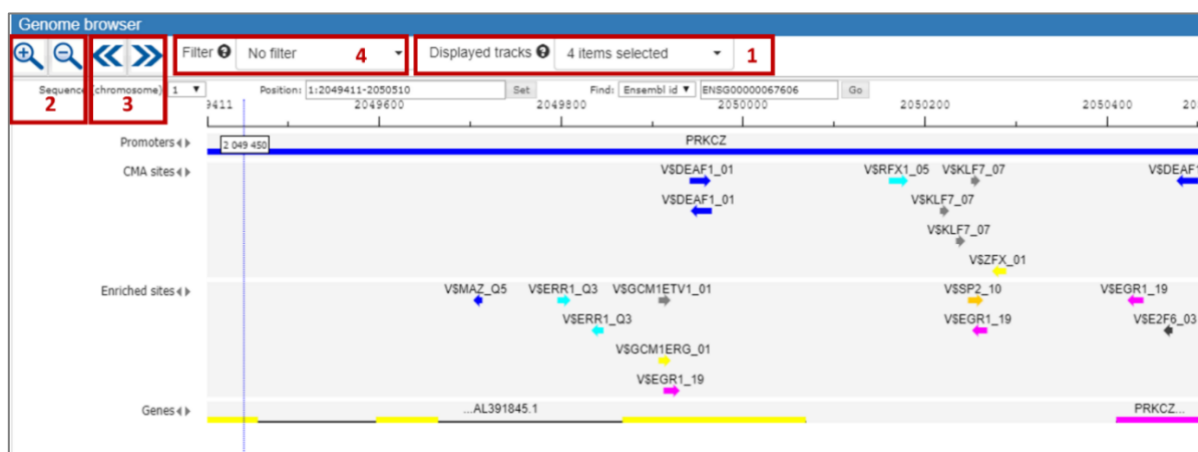 Genome browser
Filter No filter 4 Displayed tracks 4 items selected 1
2 Sequence (chromosome) 3 1 Position: 1:2049411-2050510 Set Find: Ensembl id ENSG00000067606 Go
9411 2049600 2049800 2050000 2050200 2050400 20
Promoters 2 049 450 PRKCZ
CMA sites V$DEAF1_01 V$RFX1_05 V$KLF7_07 V$DEAF1
V$DEAF1_01 V$KLF7_07
V$KLF7_07
V$ZFX_01
Enriched sites V$MAZ_Q5 V$ERR1_Q3 V$GCM1ETV1_01 V$SP2_10 V$EGR1_19
V$ERR1_Q3 V$EGR1_19 V$E2F6_03
V$GCM1ERG_01
V$EGR1_19
Genes ...AL391845.1 PRKCZ...